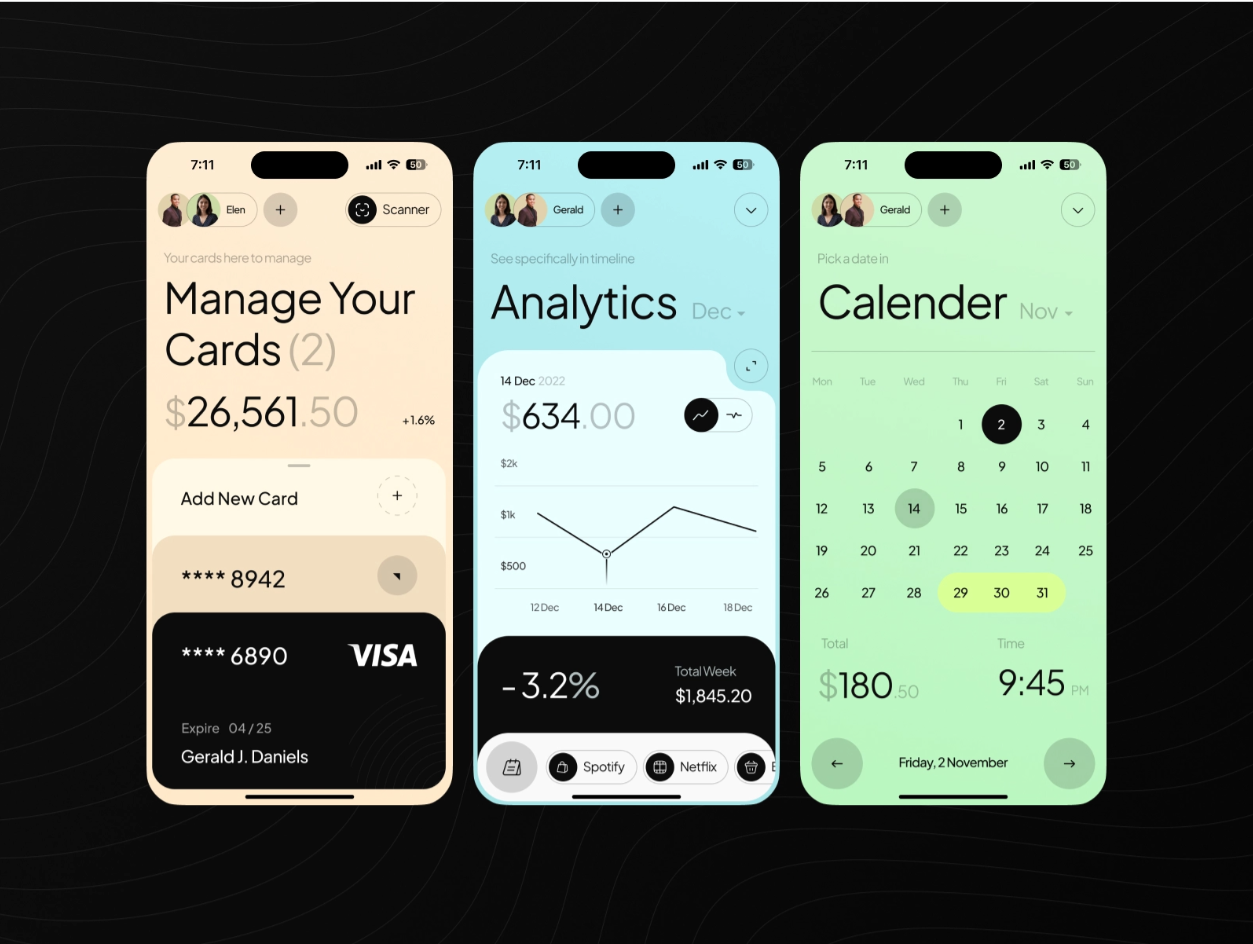 7:11
50
Elen
+
Scanner
Your cards here to manage
Manage Your
Cards (2)
$26,561.50
+1.6%
Add New Card
+
**** 8942
**** 6890
VISA
Expire 04 / 25
Gerald J. Daniels
7:11
50
Gerald
+
See specifically in timeline
Analytics Dec
14 Dec 2022
$634.00
$2k
$1k
$500
12 Dec 14 Dec 16 Dec 18 Dec
- 3.2%
Total Week
$1,845.20
Spotify
Netflix
7:11
50
Gerald
+
Pick a date in
Calender Nov
Mon Tue Wed Thu Fri Sat Sun
1 2 3 4
5 6 7 8 9 10 11
12 13 14 15 16 17 18
19 20 21 22 23 24 25
26 27 28 29 30 31
Total
$180.50
Time
9:45 PM
Friday, 2 November